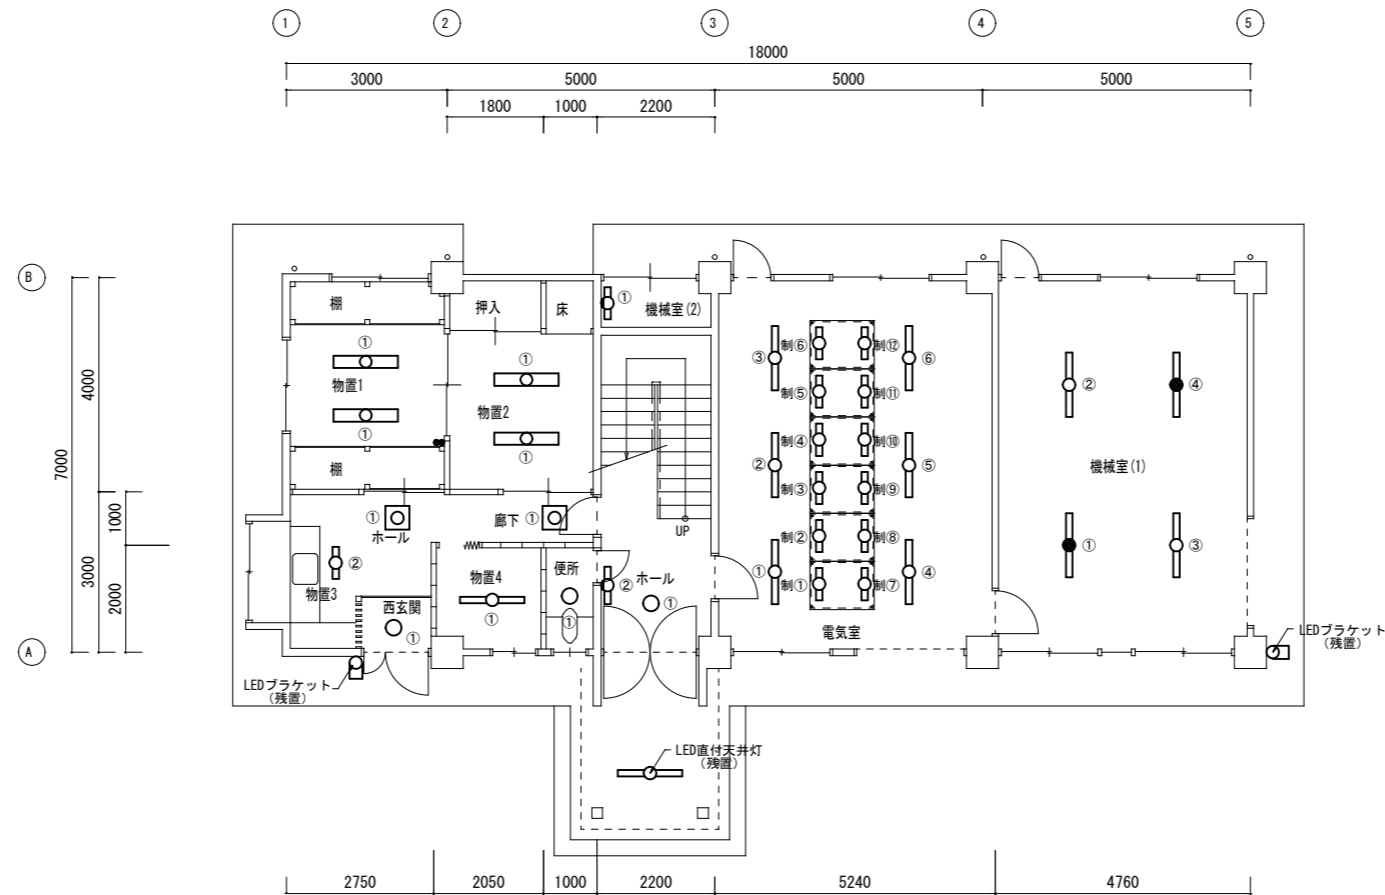 1 2 3 4 5
18000
3000 5000 5000 5000
1800 1000 2200
B
棚 押入 床 ① 機械室(2)
① ① ③ 制⑥ 制⑫ ⑥
物置1 制⑤ 制⑪ ② ④
4000
7000
① 物置2 ① ② 制④ 制⑩ ⑤
棚 制③ 制⑨ 機械室(1)
1000
① ホール 廊下 ① UP 制② 制⑧ ① ③
3000
2000
② 物置3 物置4 便所 ② ホール ① 制① 制⑦ ④
西玄関 ① ① ① ① 電気室
A
LEDブラケット
(残置)
LEDブラケット
(残置)
LED直付天井灯
(残置)
2750 2050 1000 2200 5240 4760